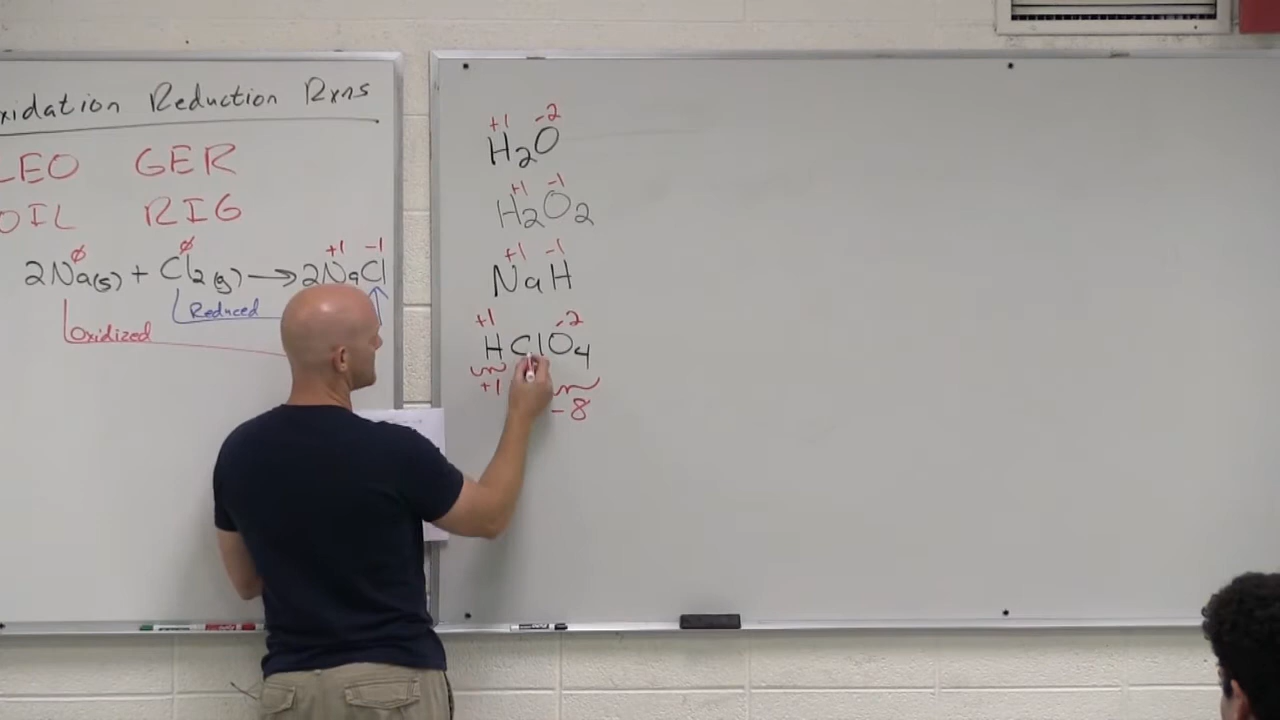 xidation Reduction Rxns
LEO GER
OIL RIG
∅ ∅ +1 -1
2Na(s) + Cl₂(g) → 2NaCl
Reduced
Oxidized
+1 -2
H₂O
+1 -1
H₂O₂
+1 -1
NaH
+1 -2
HClO₄
+1 -8